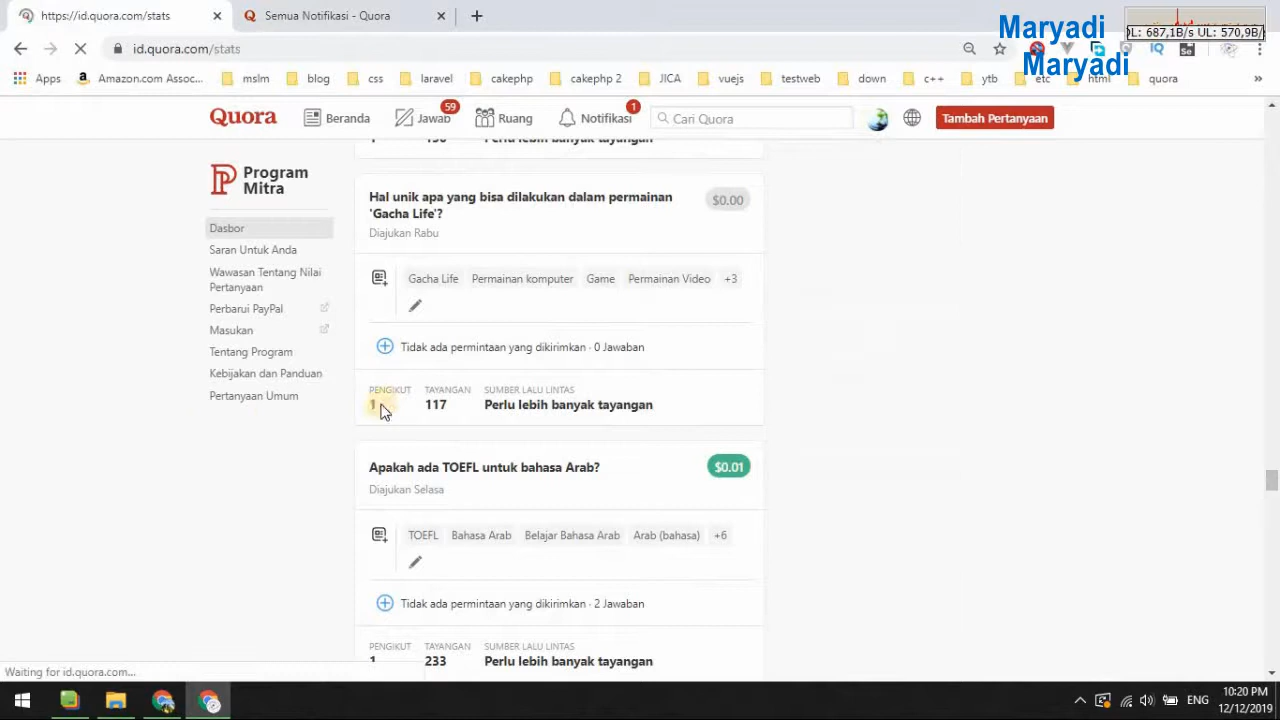 https://id.quora.com/stats
Semua Notifikasi - Quora
Maryadi
Maryadi
DL: 687,1B/s UL: 570,9B/s
id.quora.com/stats
Apps
Amazon.com Assoc...
mslm
blog
css
laravel
cakephp
cakephp 2
JICA
vuejs
testweb
down
c++
ytb
etc
html
quora
Quora
Beranda
Jawab
59
Ruang
Notifikasi
1
Cari Quora
Tambah Pertanyaan
Perlu lebih banyak tayangan
Program
Mitra
Dasbor
Saran Untuk Anda
Wawasan Tentang Nilai
Pertanyaan
Perbarui PayPal
Masukan
Tentang Program
Kebijakan dan Panduan
Pertanyaan Umum
Hal unik apa yang bisa dilakukan dalam permainan
'Gacha Life'?
$0.00
Diajukan Rabu
Gacha Life
Permainan komputer
Game
Permainan Video
+3
Tidak ada permintaan yang dikirimkan · 0 Jawaban
PENGIKUT
TAYANGAN
SUMBER LALU LINTAS
1
117
Perlu lebih banyak tayangan
Apakah ada TOEFL untuk bahasa Arab?
$0.01
Diajukan Selasa
TOEFL
Bahasa Arab
Belajar Bahasa Arab
Arab (bahasa)
+6
Tidak ada permintaan yang dikirimkan · 2 Jawaban
PENGIKUT
TAYANGAN
SUMBER LALU LINTAS
1
233
Perlu lebih banyak tayangan
Waiting for id.quora.com...
ENG
10:20 PM
12/12/2019